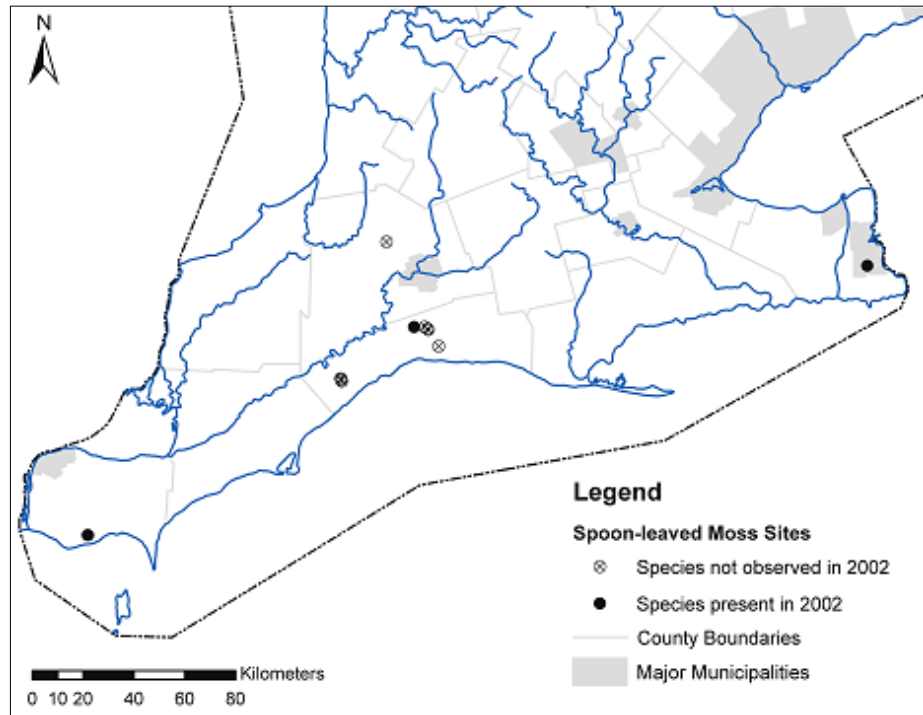 N
Legend
Spoon-leaved Moss Sites
Species not observed in 2002
Species present in 2002
County Boundaries
Major Municipalities
Kilometers
0 10 20 40 60 80